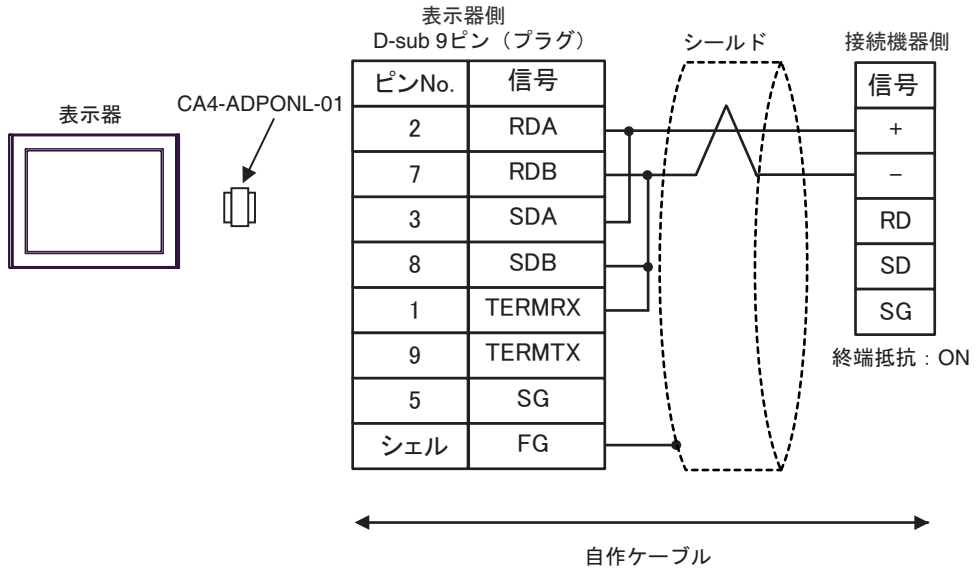 表示器側
D-sub 9ピン（プラグ）
シールド
接続機器側
表示器
CA4-ADPONL-01
ピンNo. 信号
2 RDA
7 RDB
3 SDA
8 SDB
1 TERMRX
9 TERMTX
5 SG
シェル FG
信号
+
−
RD
SD
SG
終端抵抗：ON
自作ケーブル